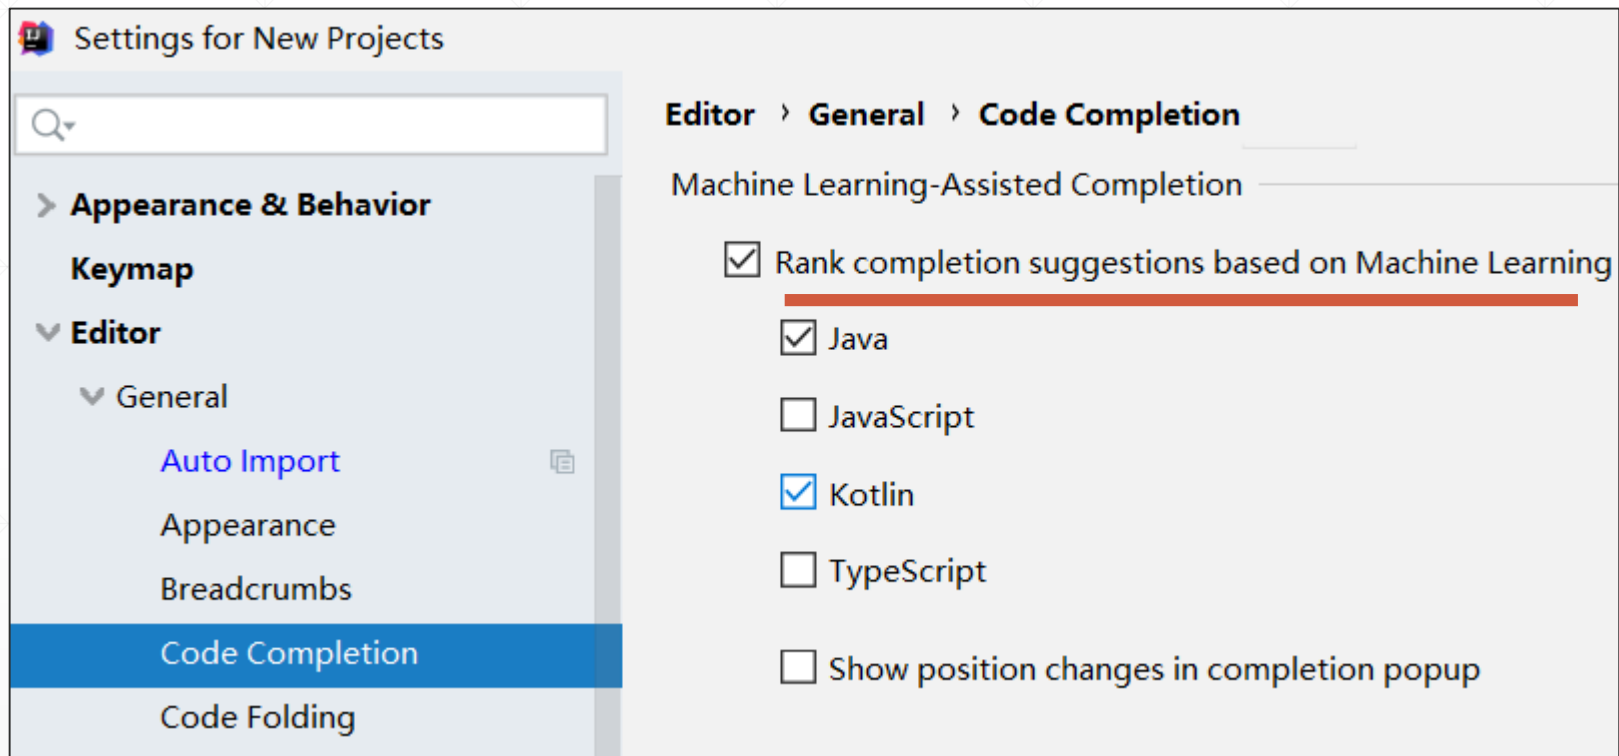 Settings for New Projects
Appearance & Behavior
Keymap
Editor
General
Auto Import
Appearance
Breadcrumbs
Code Completion
Code Folding
Editor › General › Code Completion
Machine Learning-Assisted Completion
Rank completion suggestions based on Machine Learning
Java
JavaScript
Kotlin
TypeScript
Show position changes in completion popup